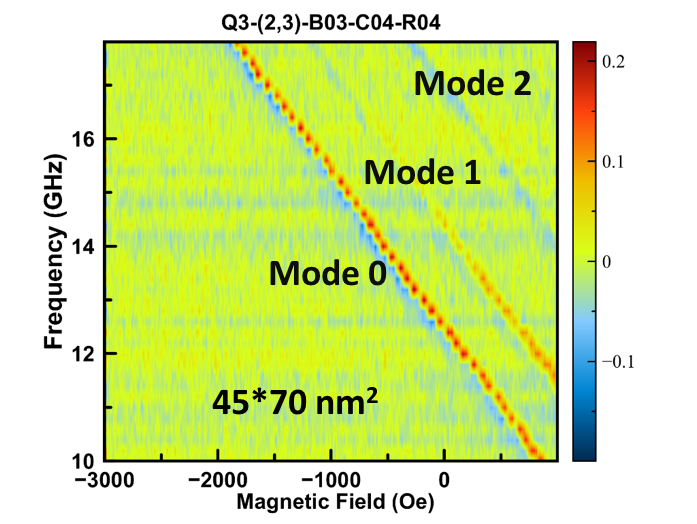 Q3-(2,3)-B03-C04-R04
Mode 2
Mode 1
Mode 0
45*70 nm²
Frequency (GHz)
16
14
12
10
−3000 −2000 −1000 0
Magnetic Field (Oe)
0.2
0.1
0
−0.1